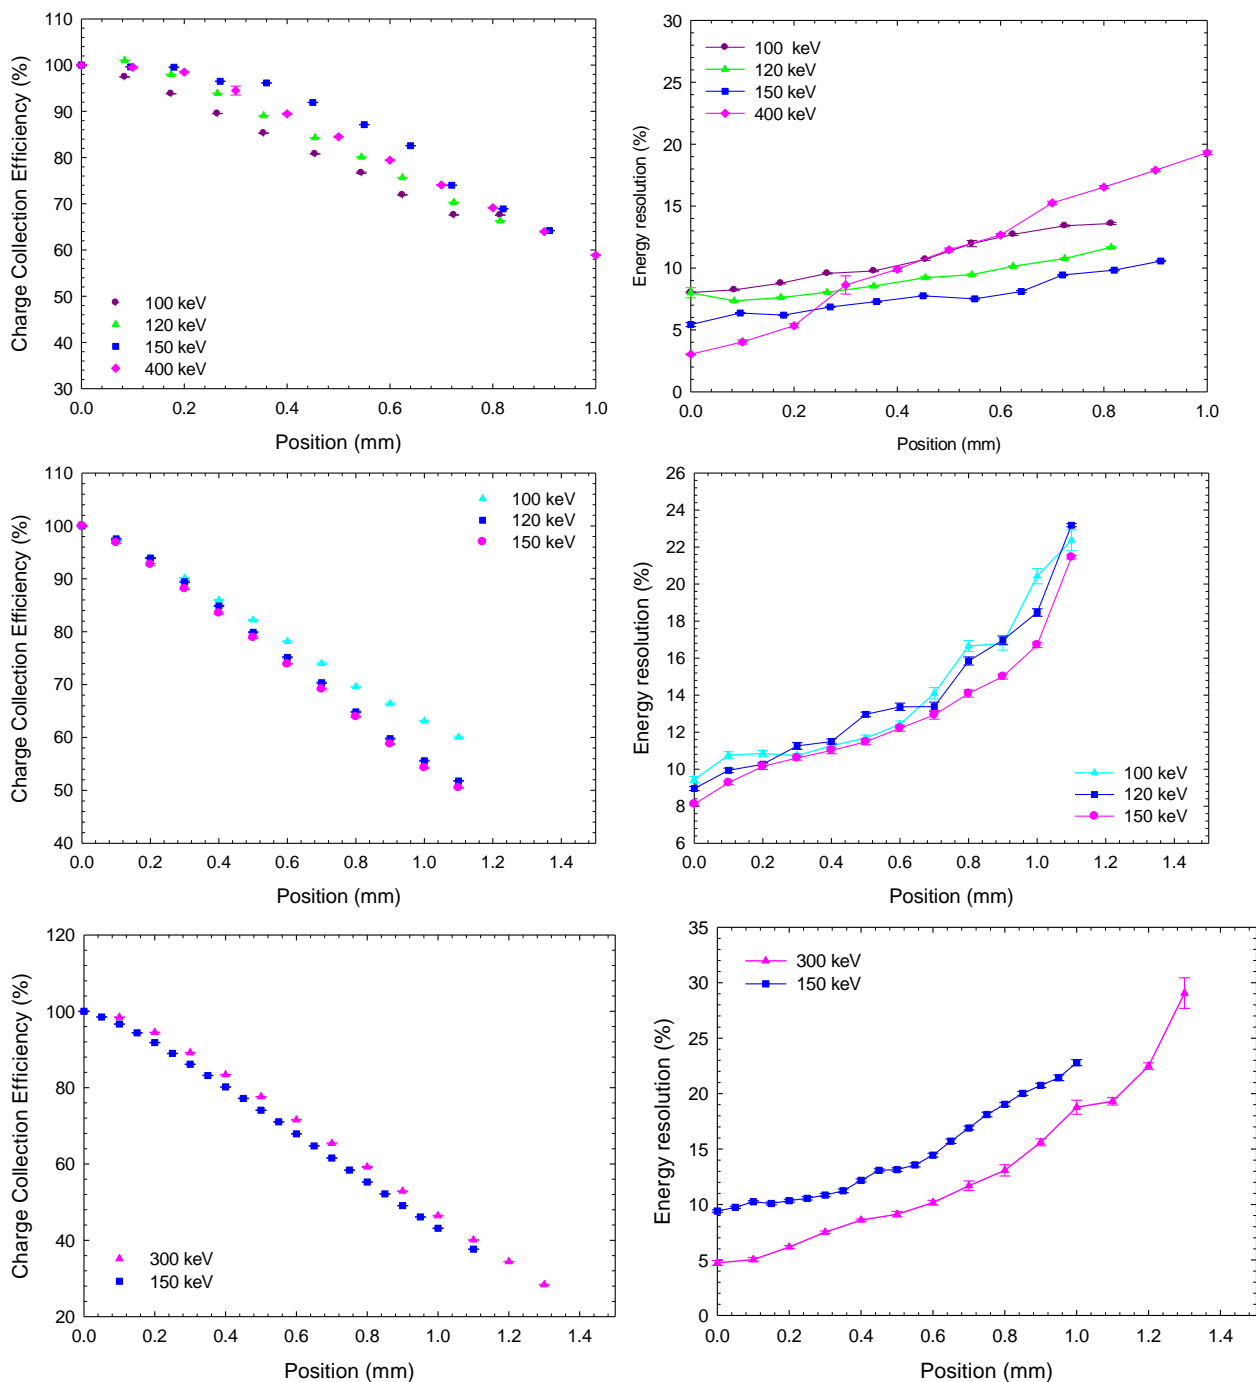 Charge Collection Efficiency (%)
110
100
90
80
70
60
50
40
30
100 keV
120 keV
150 keV
400 keV
0.0 0.2 0.4 0.6 0.8 1.0
Position (mm)
Energy resolution (%)
30
25
20
15
10
5
0
100 keV
120 keV
150 keV
400 keV
0.0 0.2 0.4 0.6 0.8 1.0
Position (mm)
Charge Collection Efficiency (%)
110
100
90
80
70
60
50
40
100 keV
120 keV
150 keV
0.0 0.2 0.4 0.6 0.8 1.0 1.2 1.4
Position (mm)
Energy resolution (%)
26
24
22
20
18
16
14
12
10
8
6
100 keV
120 keV
150 keV
0.0 0.2 0.4 0.6 0.8 1.0 1.2 1.4
Position (mm)
Charge Collection Efficiency (%)
120
100
80
60
40
20
300 keV
150 keV
0.0 0.2 0.4 0.6 0.8 1.0 1.2 1.4
Position (mm)
Energy resolution (%)
35
30
25
20
15
10
5
0
300 keV
150 keV
0.0 0.2 0.4 0.6 0.8 1.0 1.2 1.4
Position (mm)